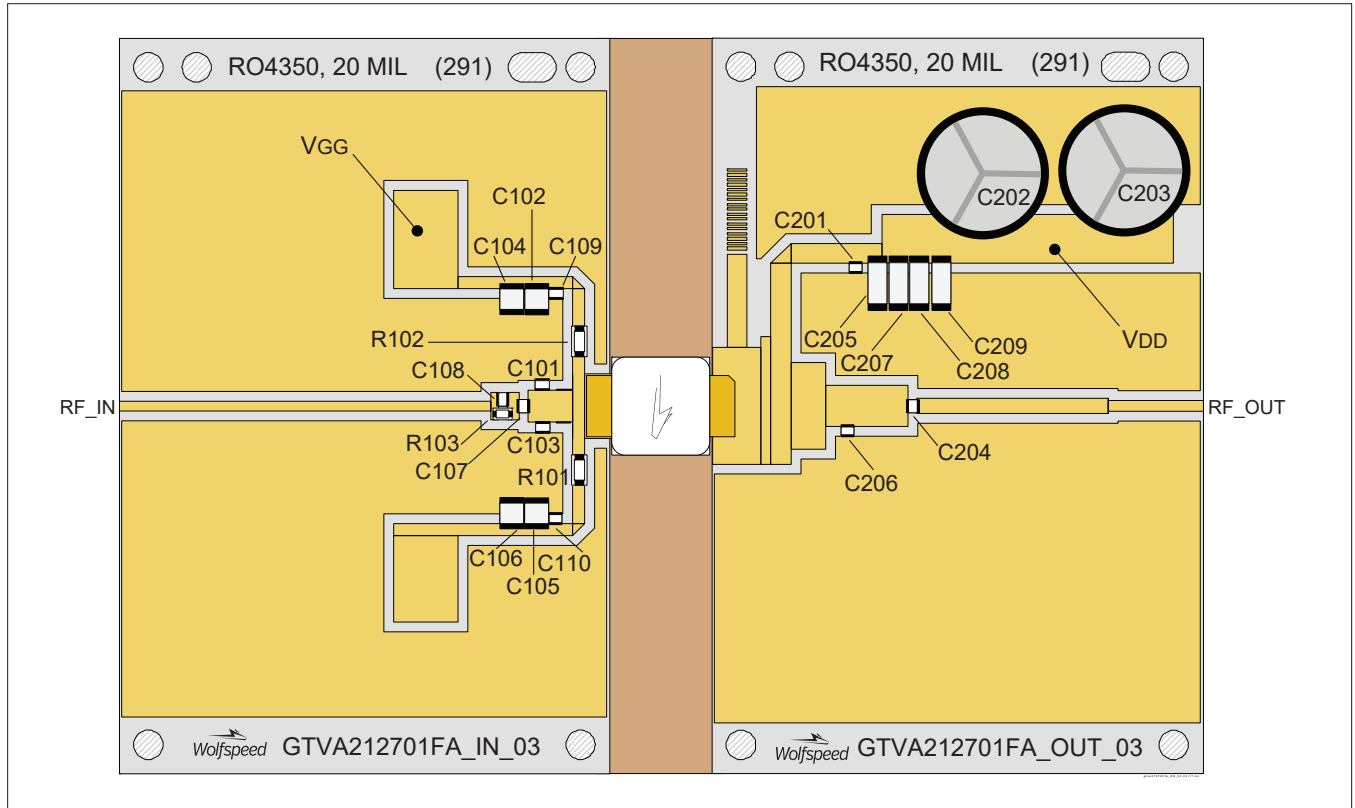 RO4350, 20 MIL (291)
RO4350, 20 MIL (291)
VGG
C102
C104
C109
C202
C203
C201
R102
C101
C108
C205
C207
C209
C208
VDD
RF_IN
RF_OUT
R103
C107
C103
R101
C204
C206
C106
C110
C105
Wolfspeed GTVA212701FA_IN_03
Wolfspeed GTVA212701FA_OUT_03